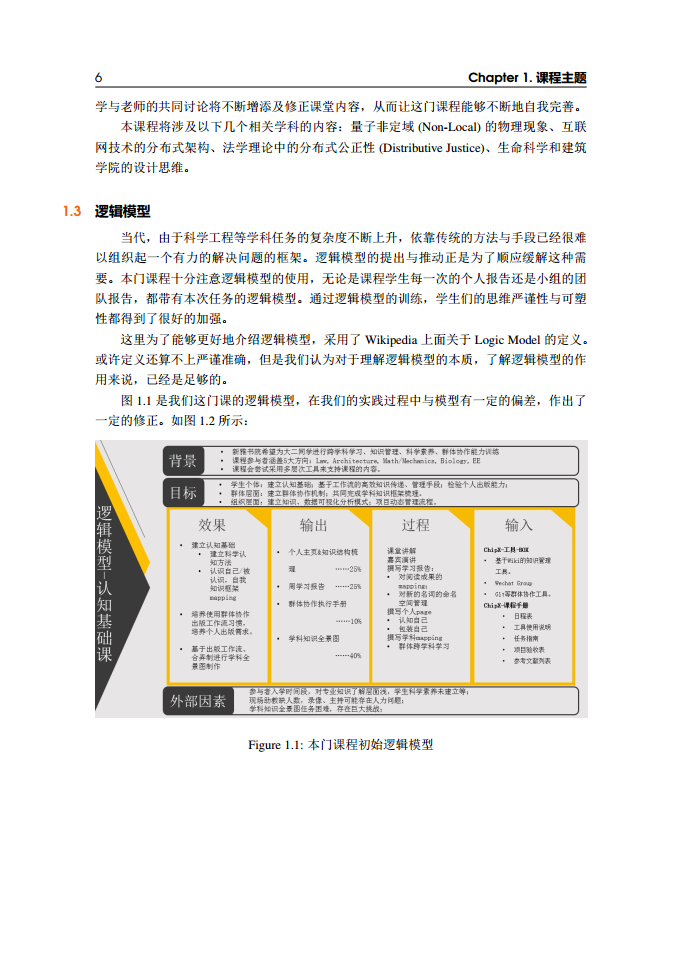 6
Chapter 1. 课程主题
学与老师的共同讨论将不断增添及修正课堂内容，从而让这门课程能够不断地自我完善。
本课程将涉及以下几个相关学科的内容：量子非定域 (Non-Local) 的物理现象、互联
网技术的分布式架构、法学理论中的分布式公正性 (Distributive Justice)、生命科学和建筑
学院的设计思维。
1.3 逻辑模型
当代，由于科学工程等学科任务的复杂度不断上升，依靠传统的方法与手段已经很难
以组织起一个有力的解决问题的框架。逻辑模型的提出与推动正是为了顺应缓解这种需
要。本门课程十分注意逻辑模型的使用，无论是课程学生每一次的个人报告还是小组的团
队报告，都带有本次任务的逻辑模型。通过逻辑模型的训练，学生们的思维严谨性与可塑
性都得到了很好的加强。
这里为了能够更好地介绍逻辑模型，采用了 Wikipedia 上面关于 Logic Model 的定义。
或许定义还算不上严谨准确，但是我们认为对于理解逻辑模型的本质，了解逻辑模型的作
用来说，已经是足够的。
图 1.1 是我们这门课的逻辑模型，在我们的实践过程中与模型有一定的偏差，作出了
一定的修正。如图 1.2 所示：
逻辑模型—认知基础课
背景
• 新雅书院希望为大二同学进行跨学科学习、知识管理、科学素养、群体协作能力训练
• 课程参与者涵盖5大方向：Law, Architecture, Math/Mechanics, Biology, EE
• 课程会尝试采用多层次工具来支持课程的内容。
目标
• 学生个体：建立认知基础；基于工作流的高效知识传递、管理手段；检验个人出版能力；
• 群体层面：建立群体协作机制；共同完成学科知识框架梳理。
• 组织层面：建立知识、数据可视化分析模式；项目动态管理流程。
效果
• 建立认知基础
• 建立科学认
知方法
• 认识自己/被
认识，自我
知识框架
mapping
• 培养使用群体协作
出版工作流习惯，
培养个人出版需求。
• 基于出版工作流、
合弄制进行学科全
景图制作
输出
• 个人主页&知识结构梳
理 ……25%
• 周学习报告 ……25%
• 群体协作执行手册
……10%
• 学科知识全景图
……40%
过程
课堂讲解
嘉宾演讲
撰写学习报告：
• 对阅读成果的
mapping；
• 对新的名词的命名
空间管理
撰写个人page
• 认知自己
• 包装自己
撰写学科mapping
• 群体跨学科学习
输入
ChipX-工具-BOX
• 基于Wiki的知识管理
工具。
• Wechat Group
• Git等群体协作工具。
ChipX-课程手册
• 日程表
• 工具使用说明
• 任务指南
• 项目验收表
• 参考文献列表
外部因素
参与者入学时间段，对专业知识了解层面浅，学生科学素养未建立等；
现场助教缺人数，录像、主持可能存在人力问题；
学科知识全景图任务困难，存在巨大挑战；
Figure 1.1: 本门课程初始逻辑模型